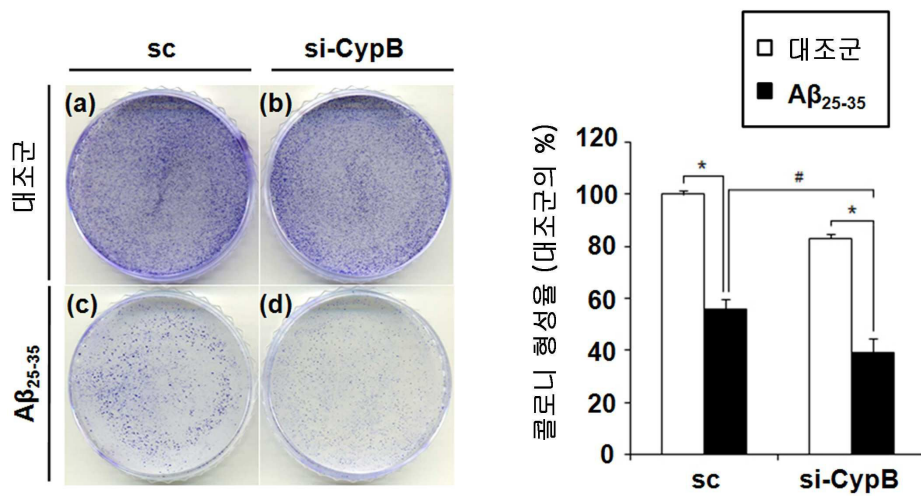 sc
si-CypB
대조군
Aβ25-35
(a)
(b)
(c)
(d)
대조군
Aβ25-35
콜로니 형성율 (대조군의 %)
120
100
80
60
40
20
0
*
#
*
sc
si-CypB